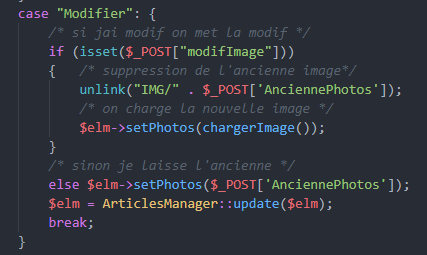 case "Modifier": {
/* si jai modif on met la modif */
if (isset($_POST["modifImage"]))
{ /* suppression de l'ancienne image*/
unlink("IMG/" . $_POST['AnciennePhotos']);
/* on charge la nouvelle image */
$elm->setPhotos(chargerImage());
}
/* sinon je laisse l'ancienne */
else $elm->setPhotos($_POST['AnciennePhotos']);
$elm = ArticlesManager::update($elm);
break;
}